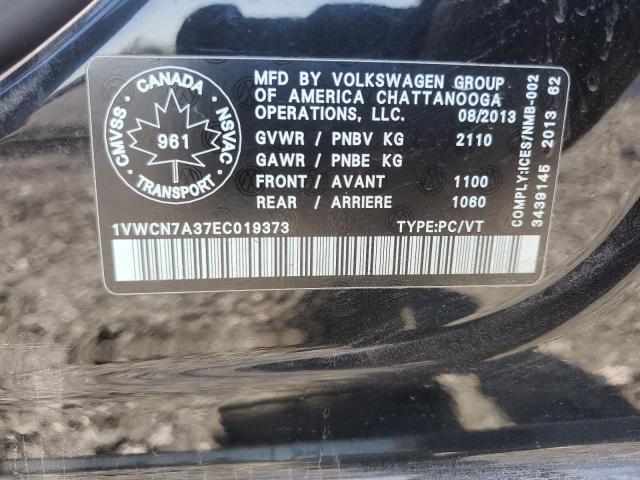 CANADA
CMVSS
NSVAC
961
TRANSPORT
MFD BY VOLKSWAGEN GROUP
OF AMERICA CHATTANOOGA
OPERATIONS, LLC. 08/2013
GVWR / PNBV KG 2110
GAWR / PNBE KG
FRONT / AVANT 1100
REAR / ARRIERE 1060
1VWCN7A37EC019373 TYPE:PC/VT
COMPLY:ICES/NMB-002
3439145 2013 62